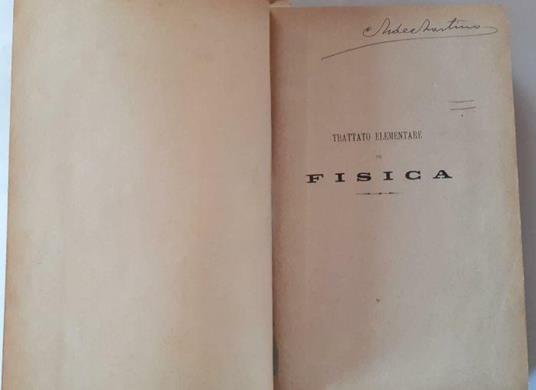 TRATTATO ELEMENTARE
DI
FISICA